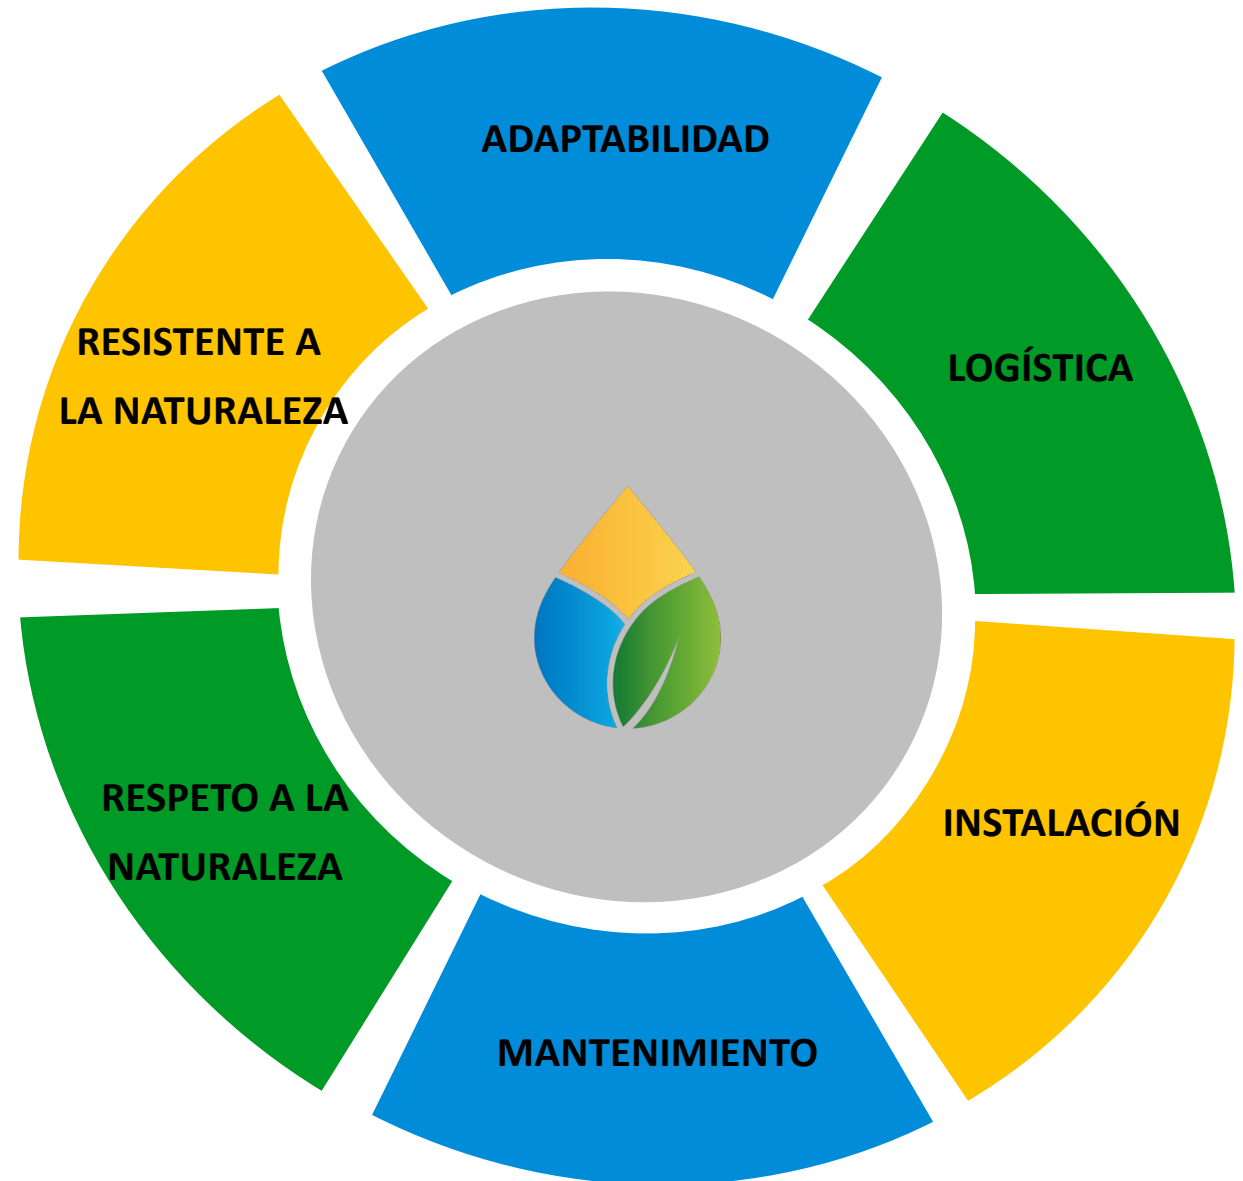 ADAPTABILIDAD
LOGÍSTICA
INSTALACIÓN
MANTENIMIENTO
RESPETO A LA
NATURALEZA
RESISTENTE A
LA NATURALEZA